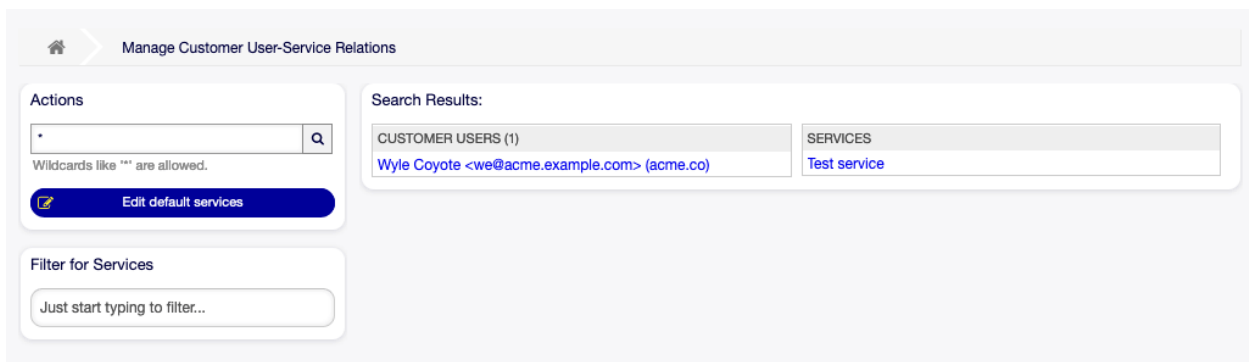 Manage Customer User-Service Relations
Actions
*
Wildcards like '*' are allowed.
Edit default services
Filter for Services
Just start typing to filter...
Search Results:
CUSTOMER USERS (1)
SERVICES
Wyle Coyote <we@acme.example.com> (acme.co)
Test service